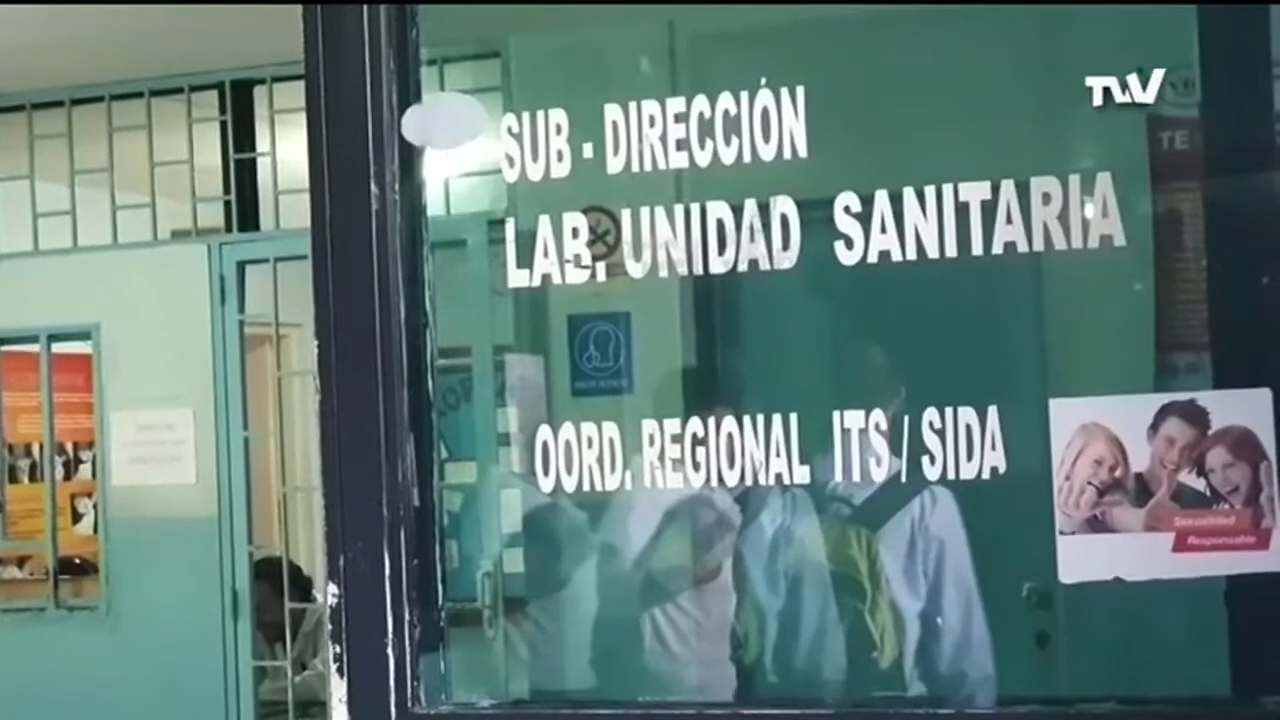 TVV
SUB - DIRECCIÓN
TE
LAB. UNIDAD SANITARIA
OORD. REGIONAL ITS / SIDA
Sexualidad
Responsable